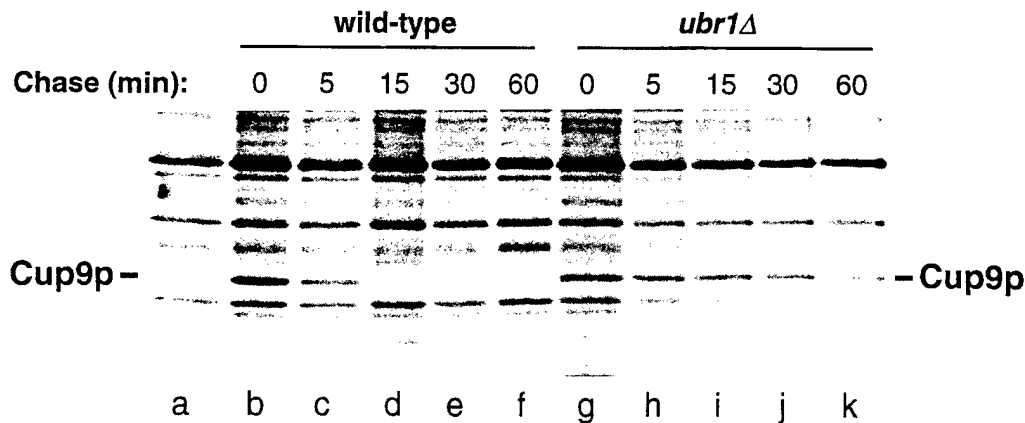 wild-type ubr1Δ
Chase (min): 0 5 15 30 60 0 5 15 30 60
Cup9p – – Cup9p
a b c d e f g h i j k